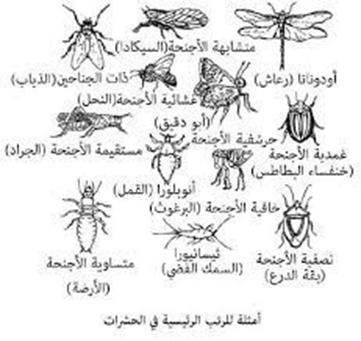 متشابهة الأجنحة(السيكادا)
أودوناتا (رعاش)
ذات الجناحين(الذباب)
غشائية الأجنحة(النحل)
(أبو دقيق)
حرشفية الأجنحة
مستقيمة الأجنحة (الجراد)
غمدية الأجنحة
(خنفساء البطاطس)
أنوبلورا (القمل)
خافية الأجنحة (البرغوث)
ثيسانيورا
(السمك الفضي)
نصفية الأجنحة
(بقة الدرع)
متساوية الأجنحة
(الأرضة)
أمثلة للرتب الرئيسية في الحشرات